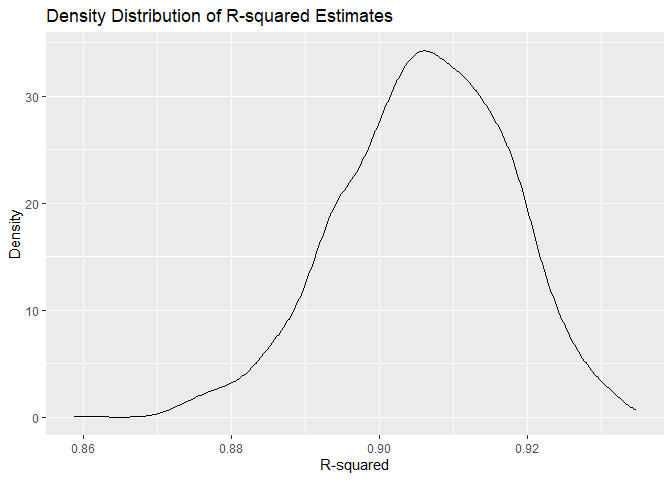 Density Distribution of R-squared Estimates
30
20
10
0
Density
0.86 0.88 0.90 0.92
R-squared